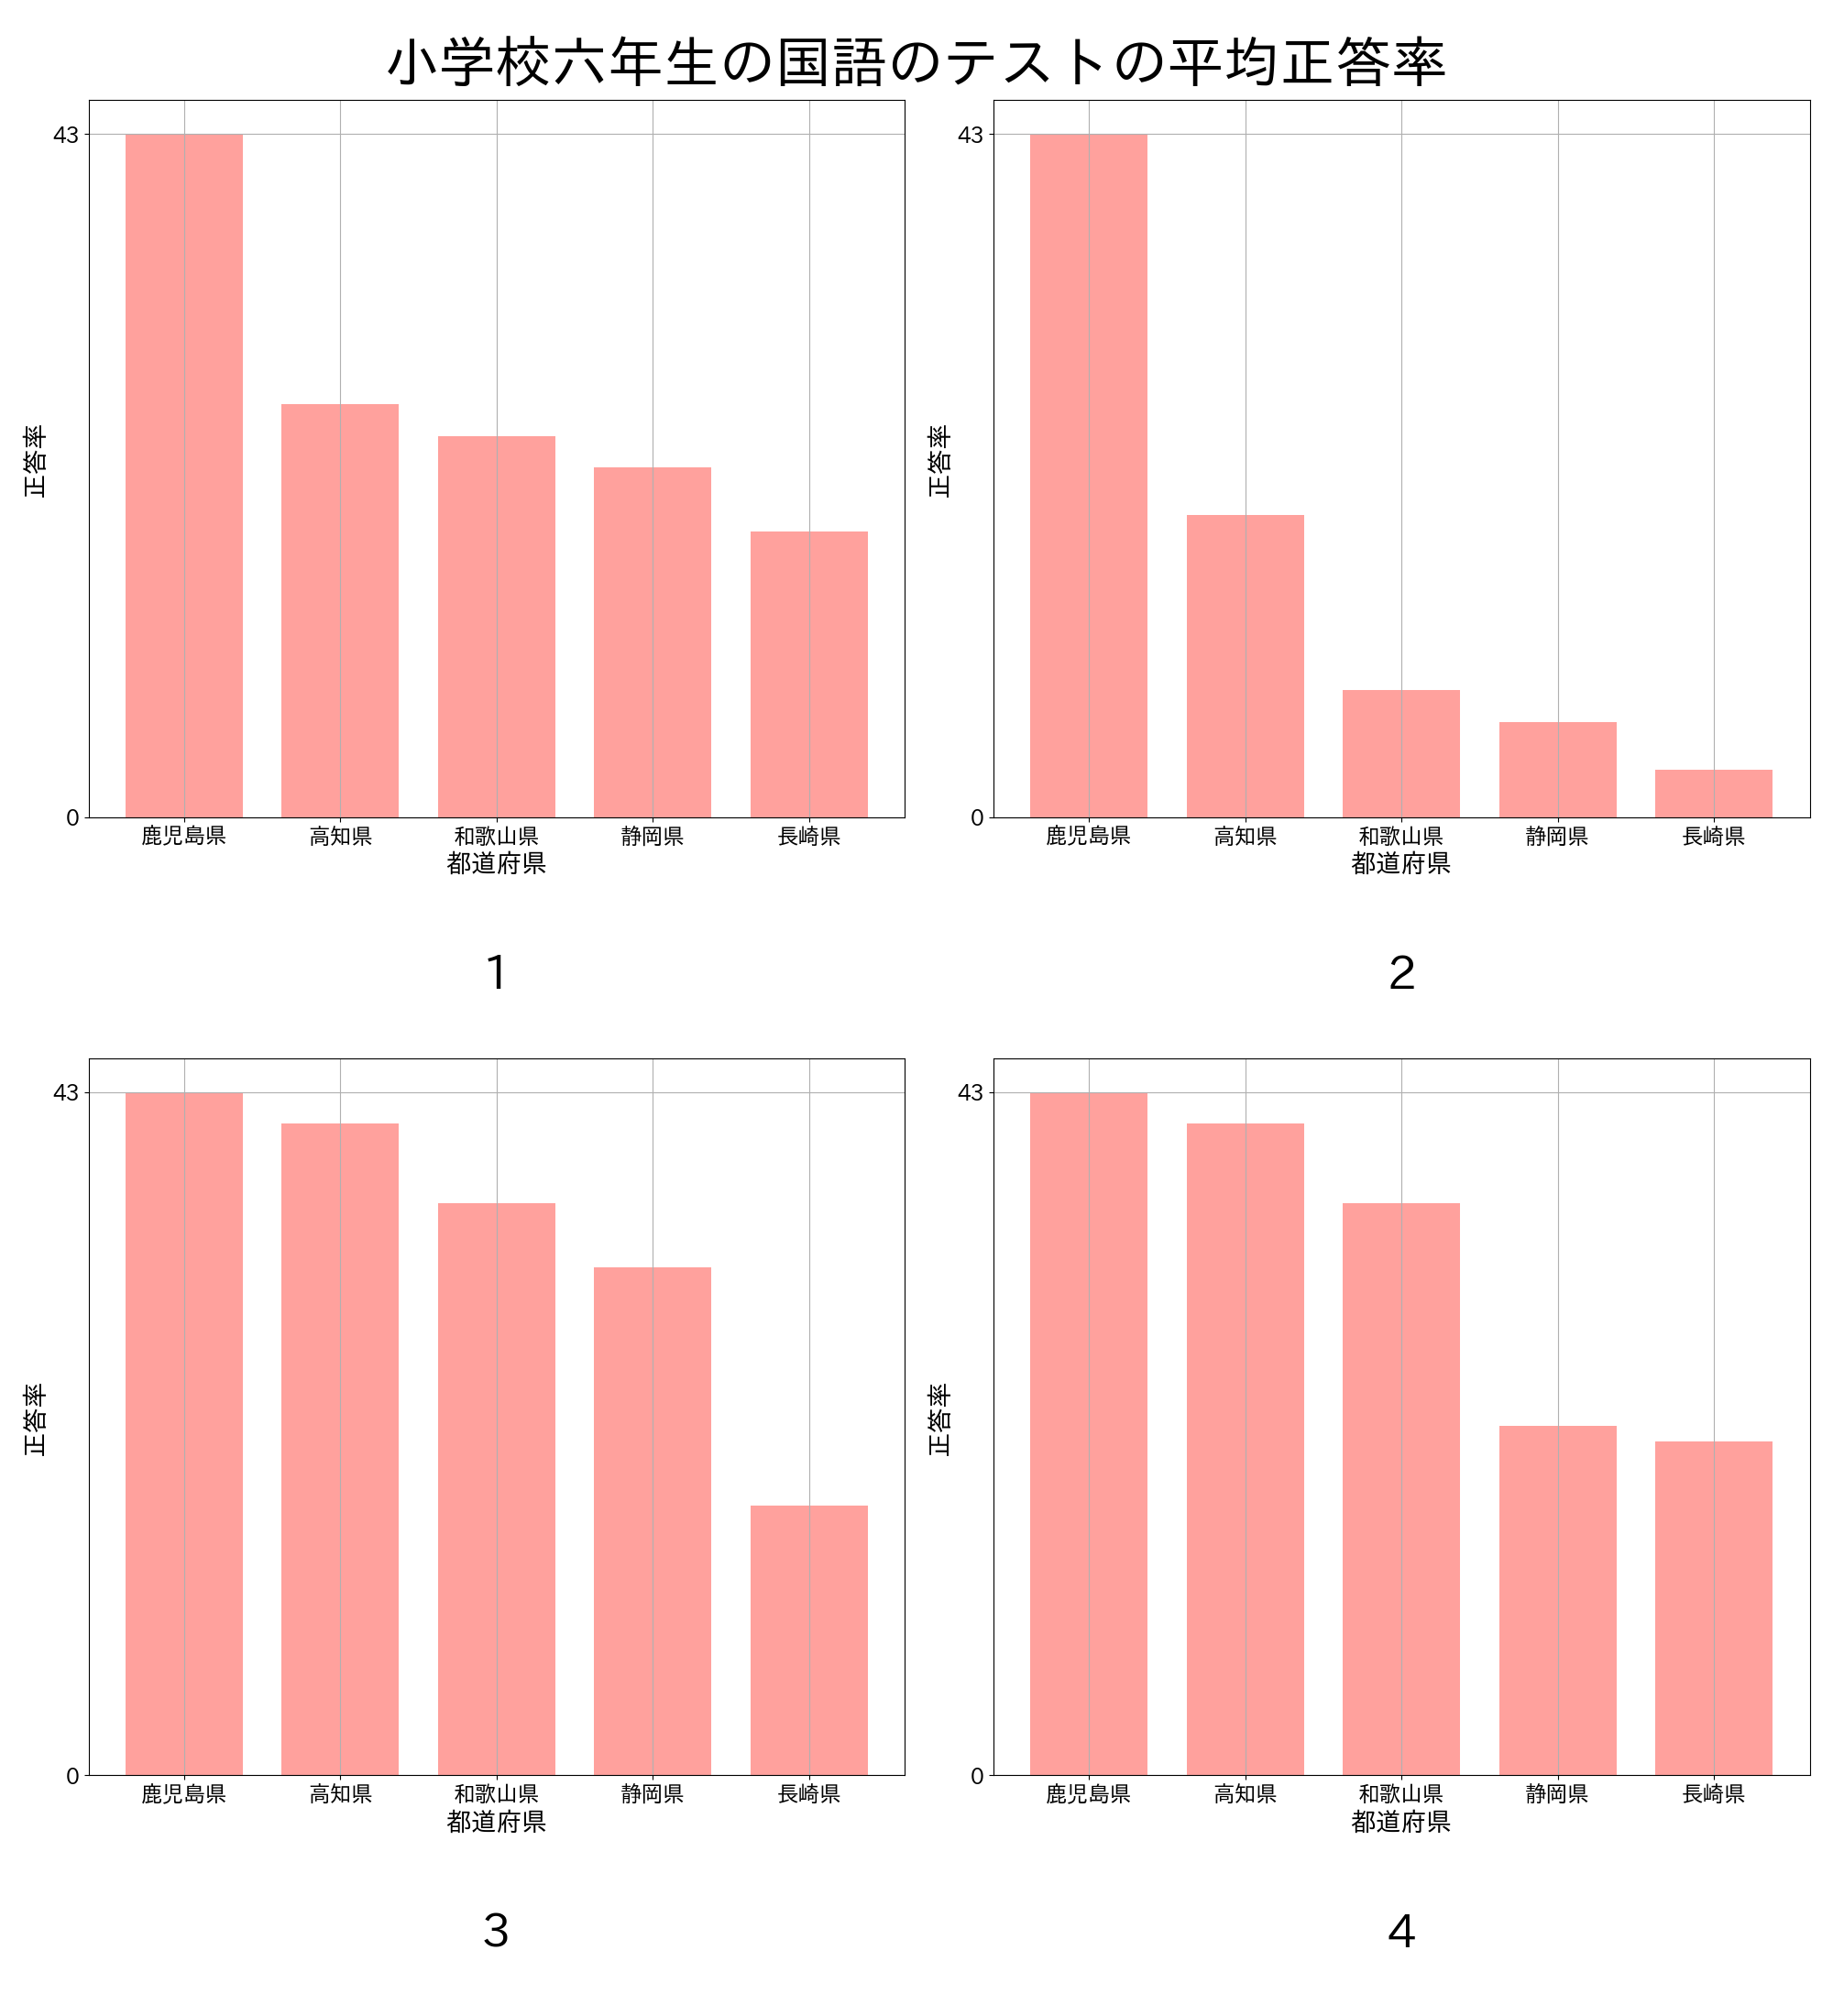 小学校六年生の国語のテストの平均正答率
43
0
正答率
鹿児島県 高知県 和歌山県 静岡県 長崎県
都道府県
1
43
0
正答率
鹿児島県 高知県 和歌山県 静岡県 長崎県
都道府県
2
43
0
正答率
鹿児島県 高知県 和歌山県 静岡県 長崎県
都道府県
3
43
0
正答率
鹿児島県 高知県 和歌山県 静岡県 長崎県
都道府県
4